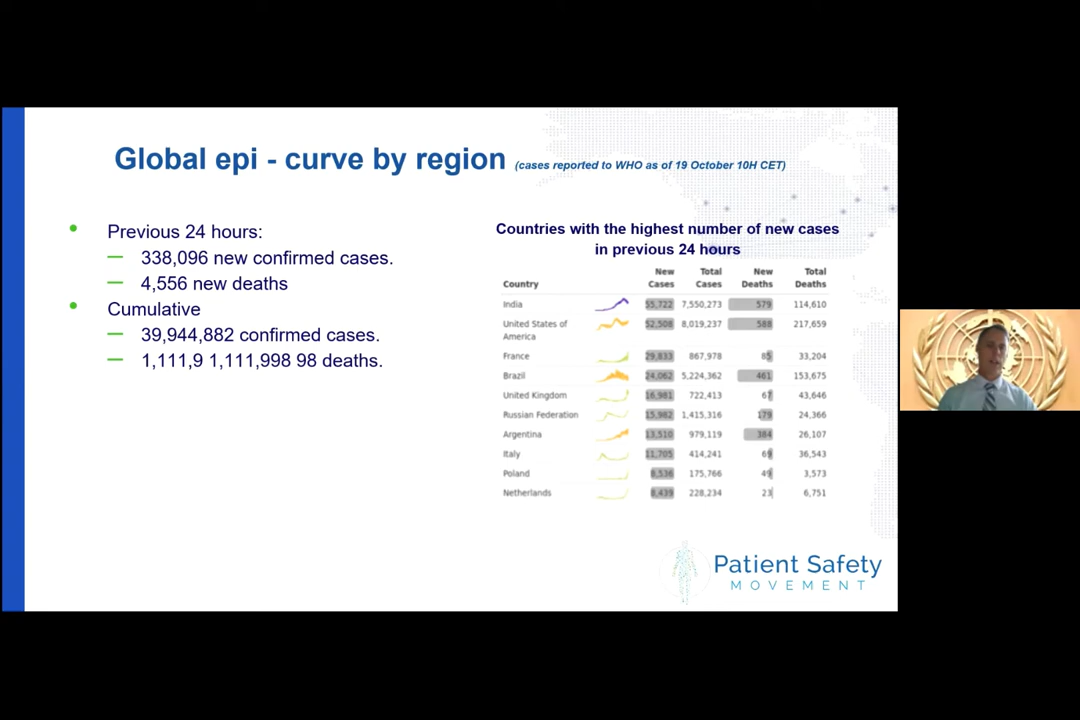 Global epi - curve by region (cases reported to WHO as of 19 October 10H CET)
• Previous 24 hours:
– 338,096 new confirmed cases.
– 4,556 new deaths
• Cumulative
– 39,944,882 confirmed cases.
– 1,111,9 1,111,998 98 deaths.
Countries with the highest number of new cases
in previous 24 hours
Country New Cases Total Cases New Deaths Total Deaths
India 55,722 7,550,273 579 114,610
United States of America 52,508 8,019,237 588 217,659
France 29,833 867,978 85 33,204
Brazil 24,062 5,224,362 461 153,675
United Kingdom 16,981 722,413 67 43,646
Russian Federation 15,982 1,415,316 179 24,366
Argentina 13,510 979,119 384 26,107
Italy 11,705 414,241 69 36,543
Poland 8,536 175,766 49 3,573
Netherlands 8,439 228,234 23 6,751
Patient Safety
MOVEMENT